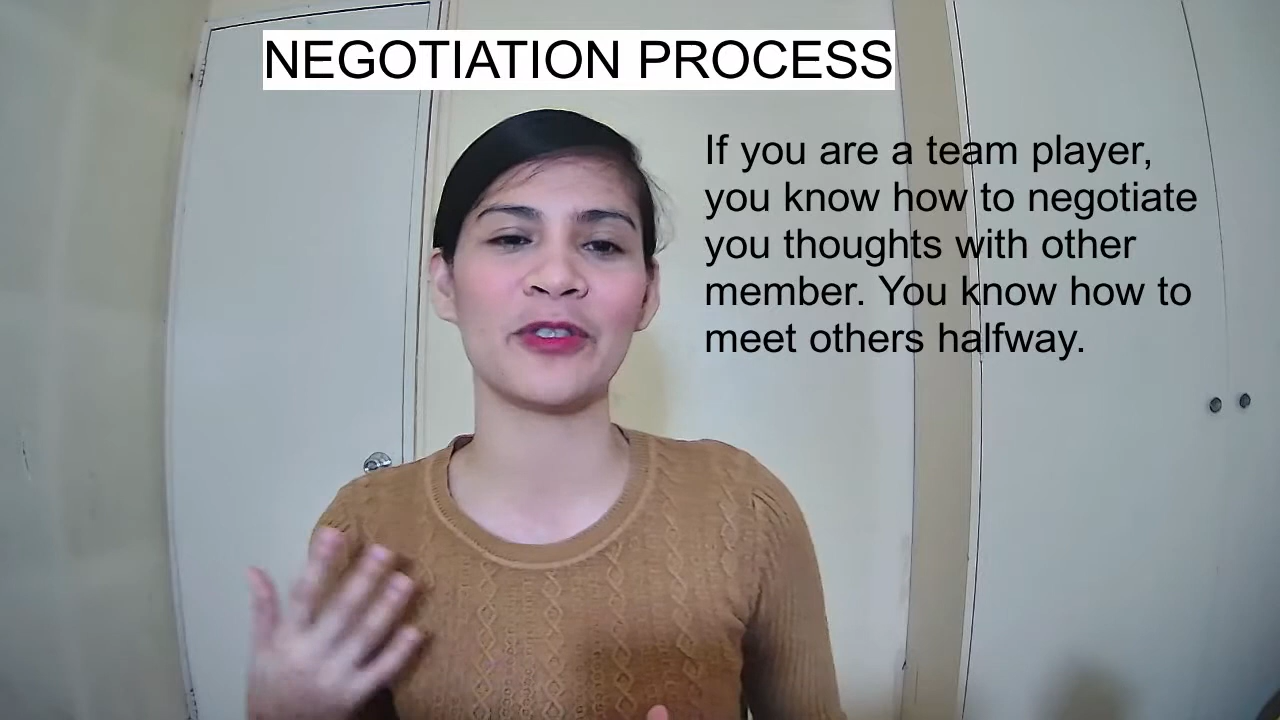 NEGOTIATION PROCESS
If you are a team player,
you know how to negotiate
you thoughts with other
member. You know how to
meet others halfway.